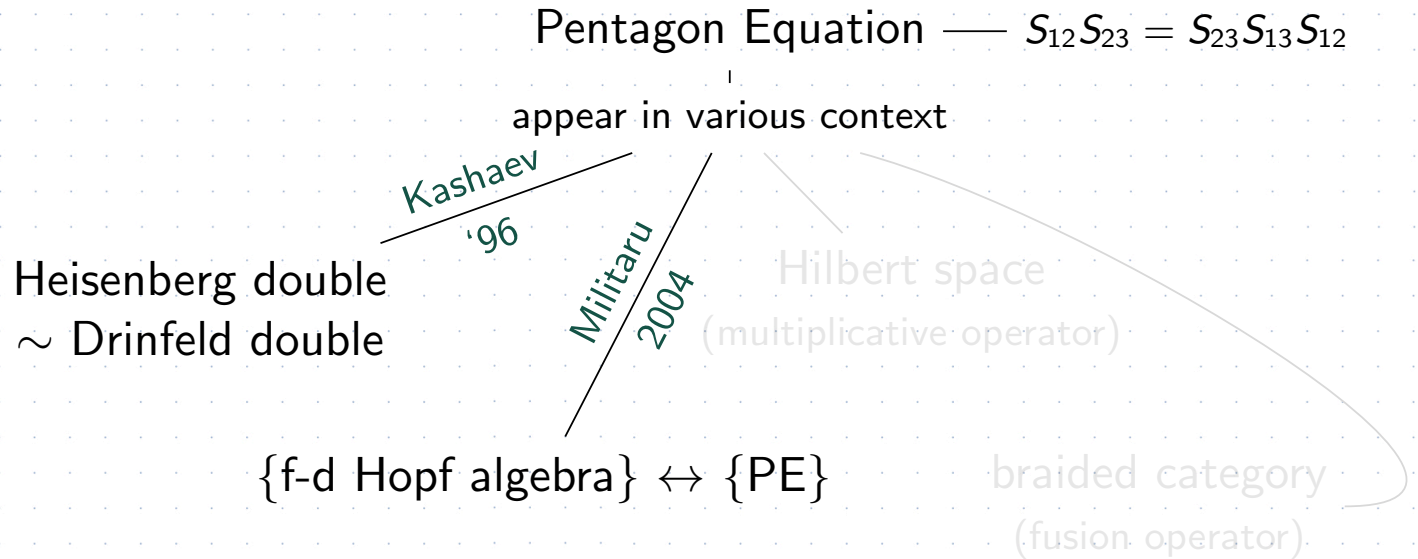 Pentagon Equation — S₁₂S₂₃ = S₂₃S₁₃S₁₂
appear in various context
Kashaev
‘96
Heisenberg double
∼ Drinfeld double
Militaru
2004
Hilbert space
(multiplicative operator)
{f-d Hopf algebra} ↔ {PE}
braided category
(fusion operator)